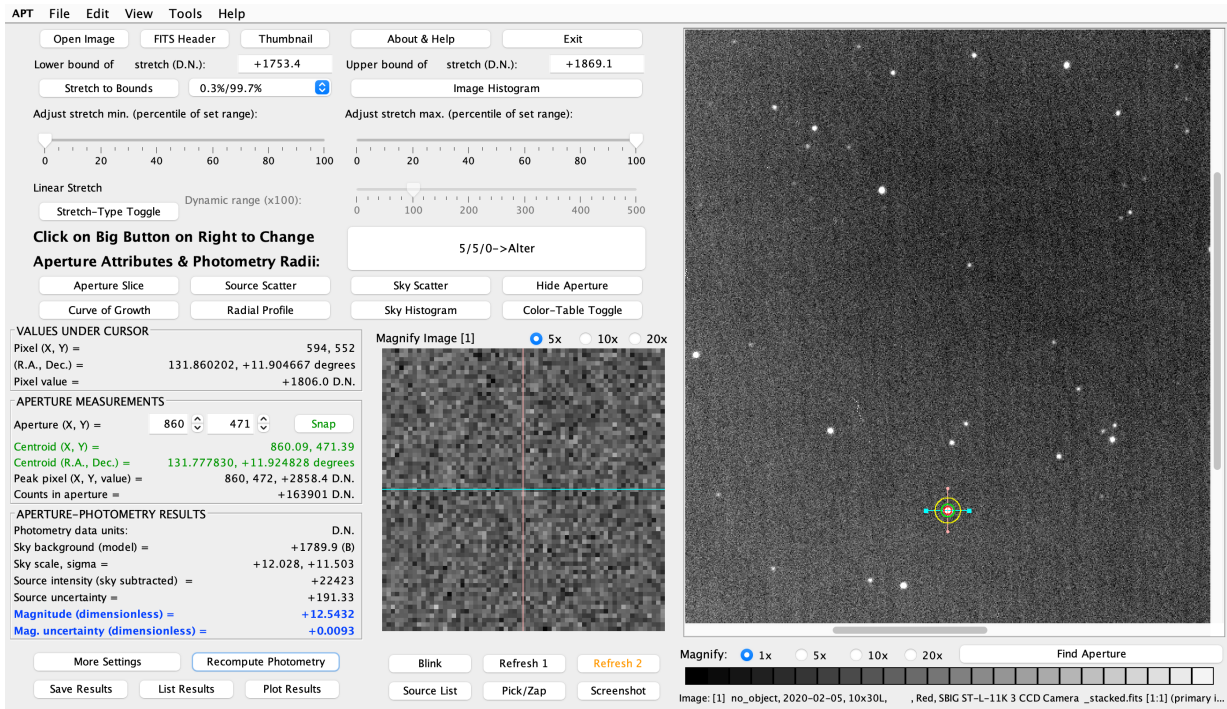 APT File Edit View Tools Help
Open Image FITS Header Thumbnail About & Help Exit
Lower bound of stretch (D.N.): +1753.4 Upper bound of stretch (D.N.): +1869.1
Stretch to Bounds 0.3%/99.7% Image Histogram
Adjust stretch min. (percentile of set range): Adjust stretch max. (percentile of set range):
0 20 40 60 80 100 0 20 40 60 80 100
Linear Stretch
Stretch-Type Toggle Dynamic range (x100): 0 100 200 300 400 500
Click on Big Button on Right to Change
Aperture Attributes & Photometry Radii:
5/5/0->Alter
Aperture Slice Source Scatter Sky Scatter Hide Aperture
Curve of Growth Radial Profile Sky Histogram Color-Table Toggle
VALUES UNDER CURSOR
Pixel (X, Y) = 594, 552
(R.A., Dec.) = 131.860202, +11.904667 degrees
Pixel value = +1806.0 D.N.
APERTURE MEASUREMENTS
Aperture (X, Y) = 860 471 Snap
Centroid (X, Y) = 860.09, 471.39
Centroid (R.A., Dec.) = 131.777830, +11.924828 degrees
Peak pixel (X, Y, value) = 860, 472, +2858.4 D.N.
Counts in aperture = +163901 D.N.
APERTURE-PHOTOMETRY RESULTS
Photometry data units: D.N.
Sky background (model) = +1789.9 (B)
Sky scale, sigma = +12.028, +11.503
Source intensity (sky subtracted) = +22423
Source uncertainty = +191.33
Magnitude (dimensionless) = +12.5432
Mag. uncertainty (dimensionless) = +0.0093
More Settings Recompute Photometry
Save Results List Results Plot Results
Magnify Image [1] 5x 10x 20x
Blink Refresh 1 Refresh 2
Source List Pick/Zap Screenshot
Magnify: 1x 5x 10x 20x Find Aperture
Image: [1] no_object, 2020-02-05, 10x30L, , Red, SBIG ST-L-11K 3 CCD Camera _stacked.fits [1:1] (primary i...